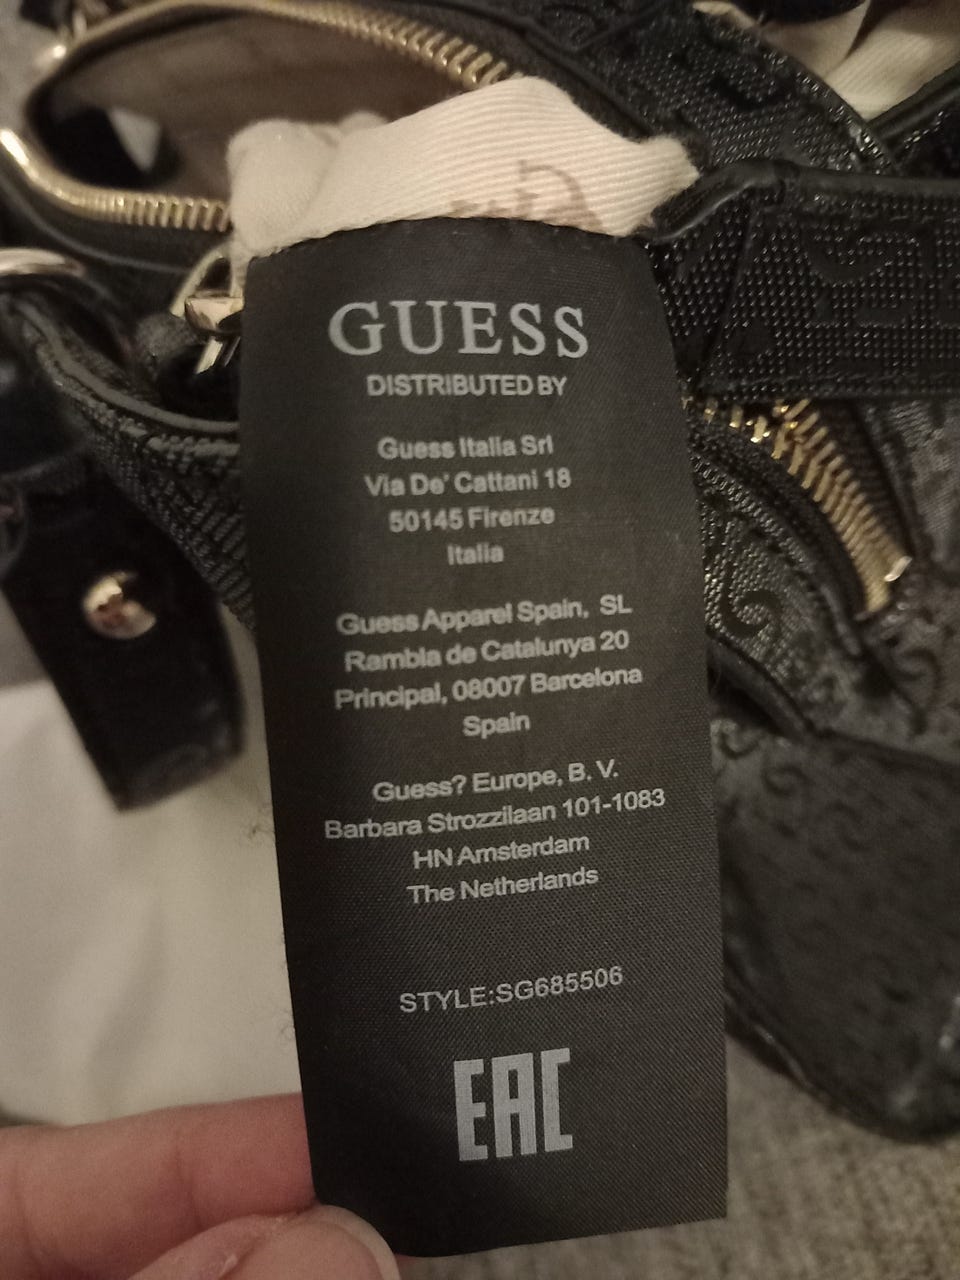 GUESS
DISTRIBUTED BY
Guess Italia Srl
Via De' Cattani 18
50145 Firenze
Italia
Guess Apparel Spain, SL
Rambla de Catalunya 20
Principal, 08007 Barcelona
Spain
Guess? Europe, B. V.
Barbara Strozzilaan 101-1083
HN Amsterdam
The Netherlands
STYLE:SG685506
EAC